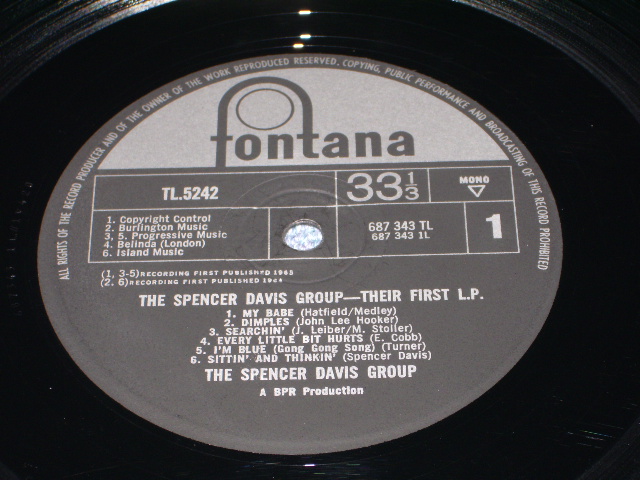 ALL RIGHTS OF THE RECORD PRODUCER AND OF THE OWNER OF THE WORK REPRODUCED RESERVED. COPYING, PUBLIC PERFORMANCE AND BROADCASTING OF THIS RECORD PROHIBITED
fontana
TL.5242
33 1/3
MONO
1. Copyright Control
2. Burlington Music
3. 5. Progressive Music
4. Belinda (London)
6. Island Music
687 343 TL
687 343 1L
1
(1, 3-5) RECORDING FIRST PUBLISHED 1965
(2, 6) RECORDING FIRST PUBLISHED 1964
THE SPENCER DAVIS GROUP—THEIR FIRST L.P.
1. MY BABE (Hatfield/Medley)
2. DIMPLES (John Lee Hooker)
3. SEARCHIN' (J. Leiber/M. Stoller)
4. EVERY LITTLE BIT HURTS (E. Cobb)
5. I'M BLUE (Gong Gong Song) (Turner)
6. SITTIN' AND THINKIN' (Spencer Davis)
THE SPENCER DAVIS GROUP
A BPR Production